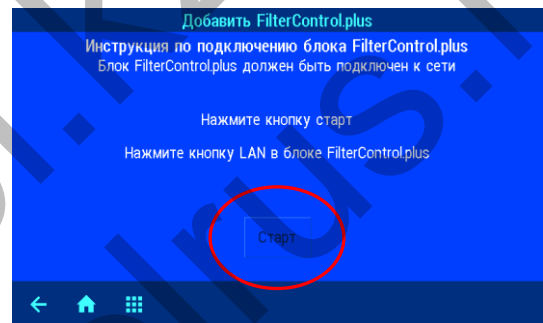 Добавить FilterControl.plus
Инструкция по подключению блока FilterControl.plus
Блок FilterControl.plus должен быть подключен к сети
Нажмите кнопку старт
Нажмите кнопку LAN в блоке FilterControl.plus
Старт